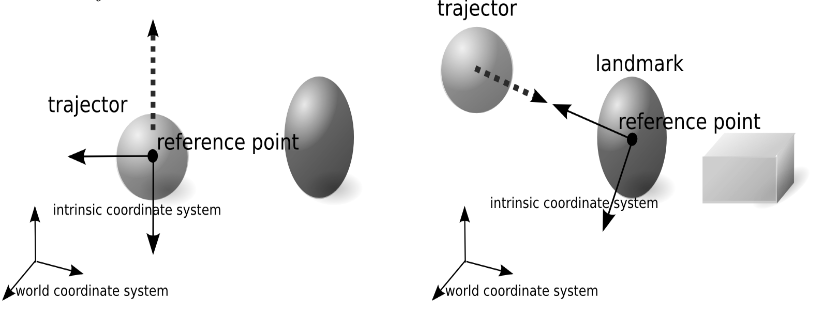 trajector
reference point
intrinsic coordinate system
world coordinate system
trajector
landmark
reference point
intrinsic coordinate system
world coordinate system